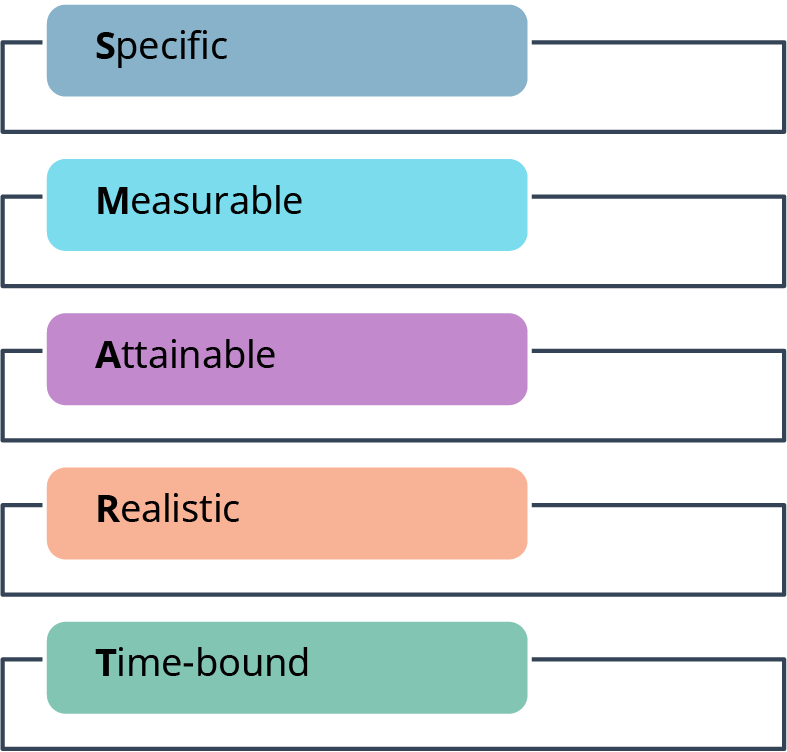 Specific
Measurable
Attainable
Realistic
Time-bound